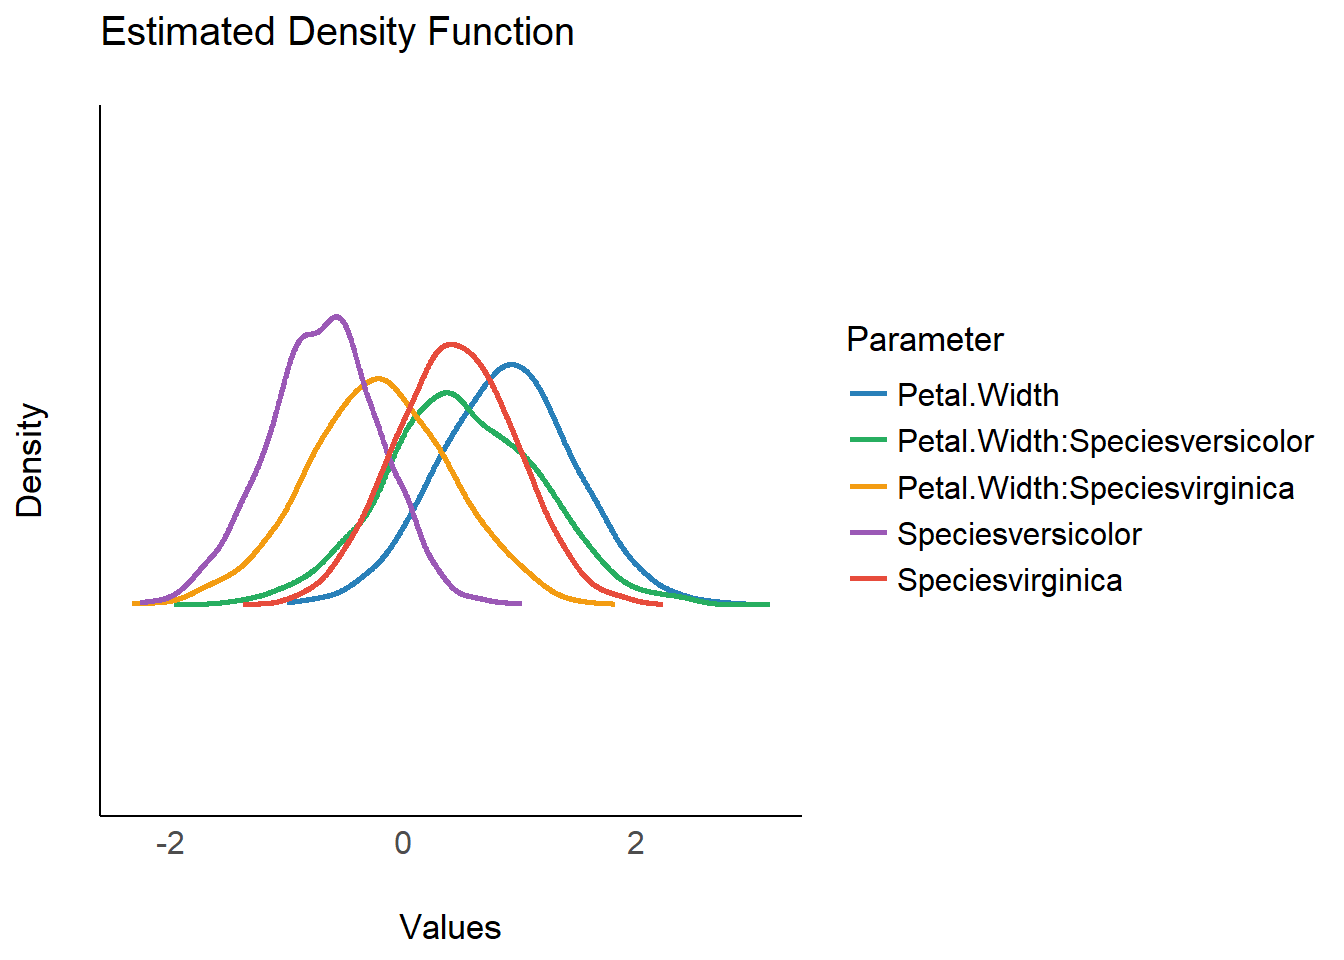 Estimated Density Function
Density
Parameter
Petal.Width
Petal.Width:Speciesversicolor
Petal.Width:Speciesvirginica
Speciesversicolor
Speciesvirginica
-2 0 2
Values